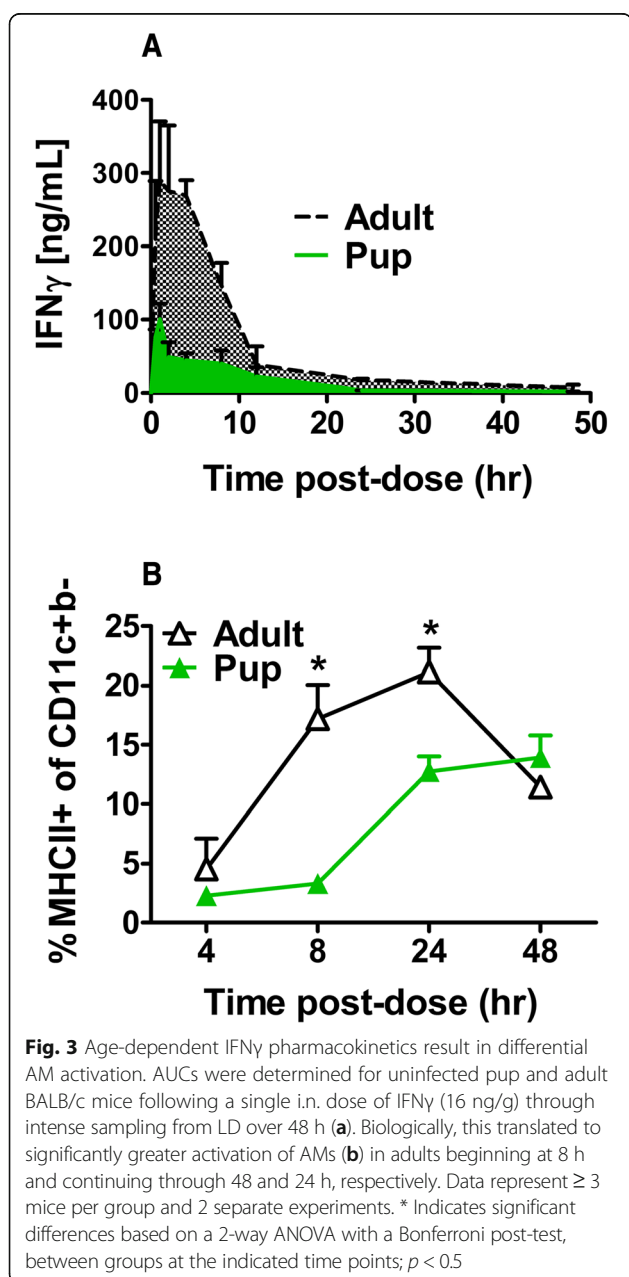 A
400
300
200
100
0
IFNγ [ng/mL]
Adult
Pup
0 10 20 30 40 50
Time post-dose (hr)
B
25
20
15
10
5
0
%MHCII+ of CD11c+b-
Adult
Pup
* *
4 8 24 48
Time post-dose (hr)
Fig. 3 Age-dependent IFNγ pharmacokinetics result in differential
AM activation. AUCs were determined for uninfected pup and adult
BALB/c mice following a single i.n. dose of IFNγ (16 ng/g) through
intense sampling from LD over 48 h (a). Biologically, this translated to
significantly greater activation of AMs (b) in adults beginning at 8 h
and continuing through 48 and 24 h, respectively. Data represent ≥ 3
mice per group and 2 separate experiments. * Indicates significant
differences based on a 2-way ANOVA with a Bonferroni post-test,
between groups at the indicated time points; p < 0.5